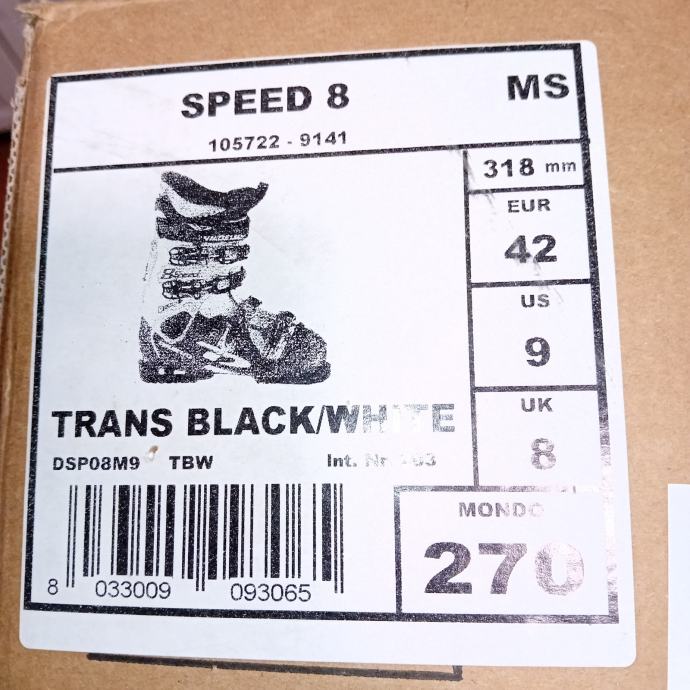 SPEED 8
MS
105722 - 9141
318 mm
EUR
42
US
9
UK
8
TRANS BLACK/WHITE
DSP08M9 TBW
Int. Nr.
MONDO
270
8 033009 093065